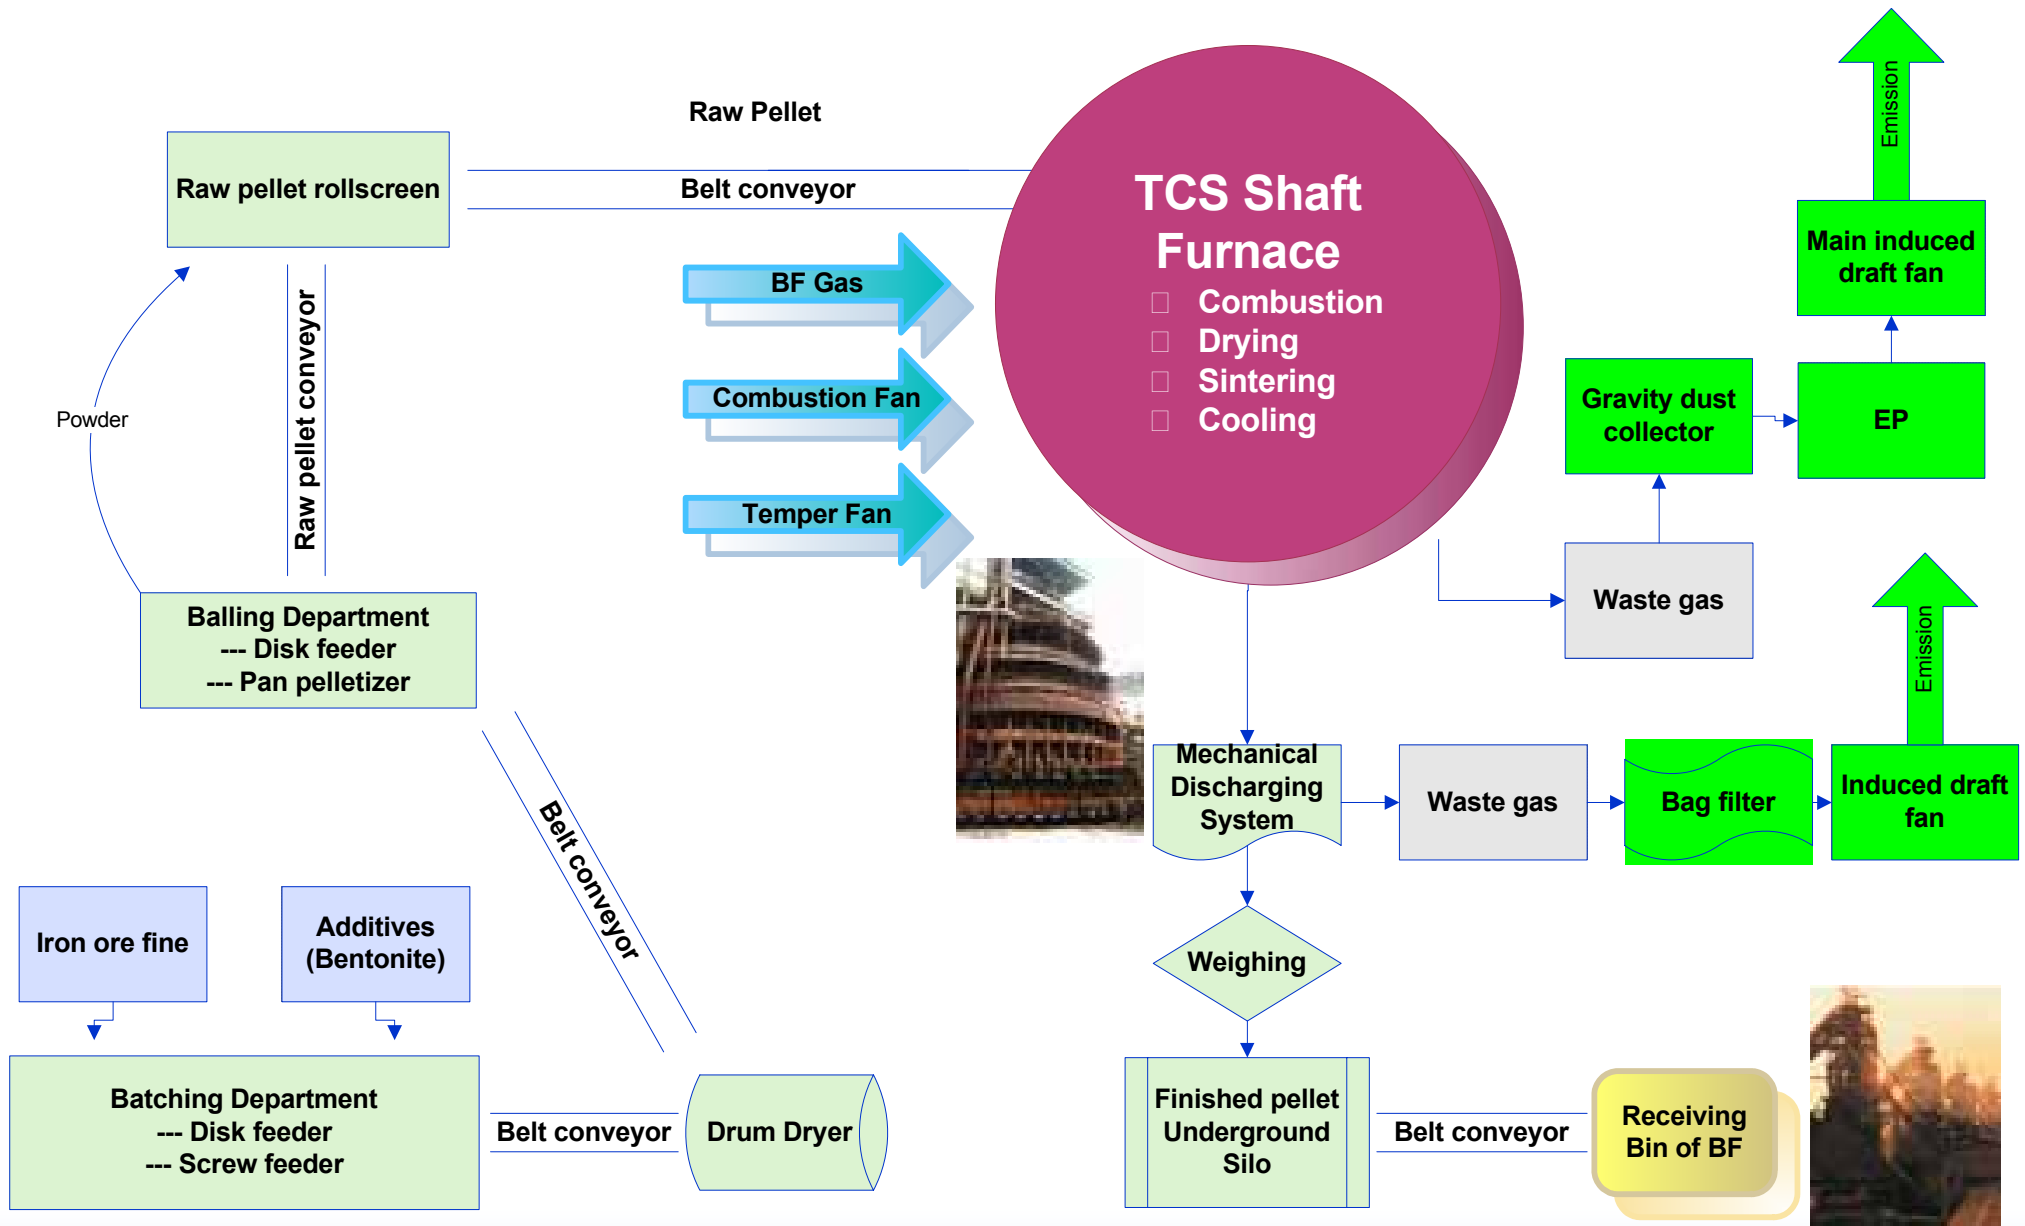 Raw Pellet
Raw pellet rollscreen
Belt conveyor
TCS Shaft
Furnace
Combustion
Drying
Sintering
Cooling
BF Gas
Combustion Fan
Temper Fan
Powder
Raw pellet conveyor
Balling Department
--- Disk feeder
--- Pan pelletizer
Belt conveyor
Iron ore fine
Additives
(Bentonite)
Batching Department
--- Disk feeder
--- Screw feeder
Belt conveyor
Drum Dryer
Emission
Main induced
draft fan
Gravity dust
collector
EP
Waste gas
Emission
Mechanical
Discharging
System
Waste gas
Bag filter
Induced draft
fan
Weighing
Finished pellet
Underground
Silo
Belt conveyor
Receiving
Bin of BF